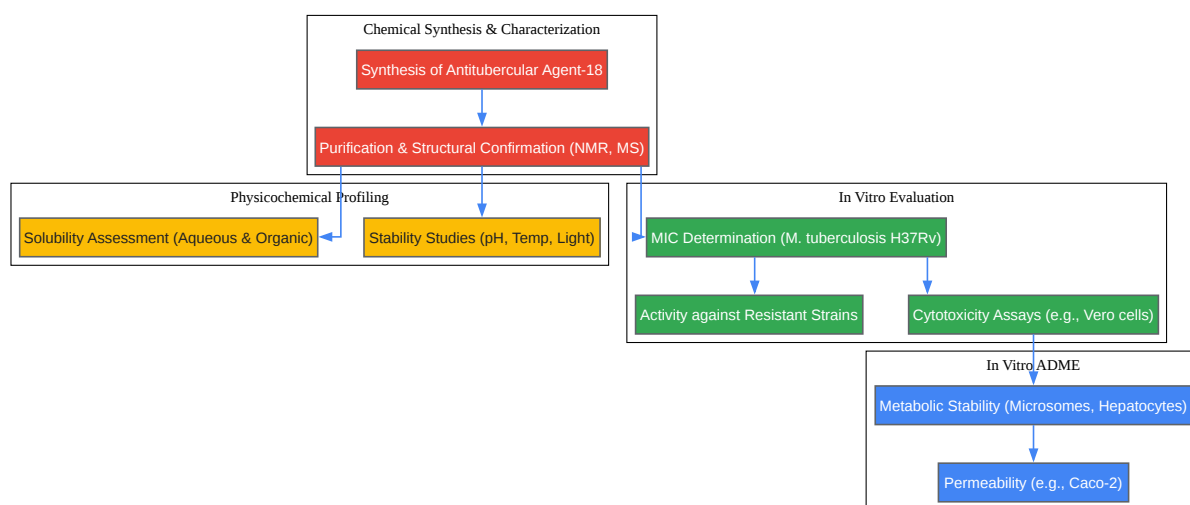 Chemical Synthesis & Characterization
Synthesis of Antitubercular Agent-18
Purification & Structural Confirmation (NMR, MS)
Physicochemical Profiling
Solubility Assessment (Aqueous & Organic)
Stability Studies (pH, Temp, Light)
In Vitro Evaluation
MIC Determination (M. tuberculosis H37Rv)
Activity against Resistant Strains
Cytotoxicity Assays (e.g., Vero cells)
In Vitro ADME
Metabolic Stability (Microsomes, Hepatocytes)
Permeability (e.g., Caco-2)